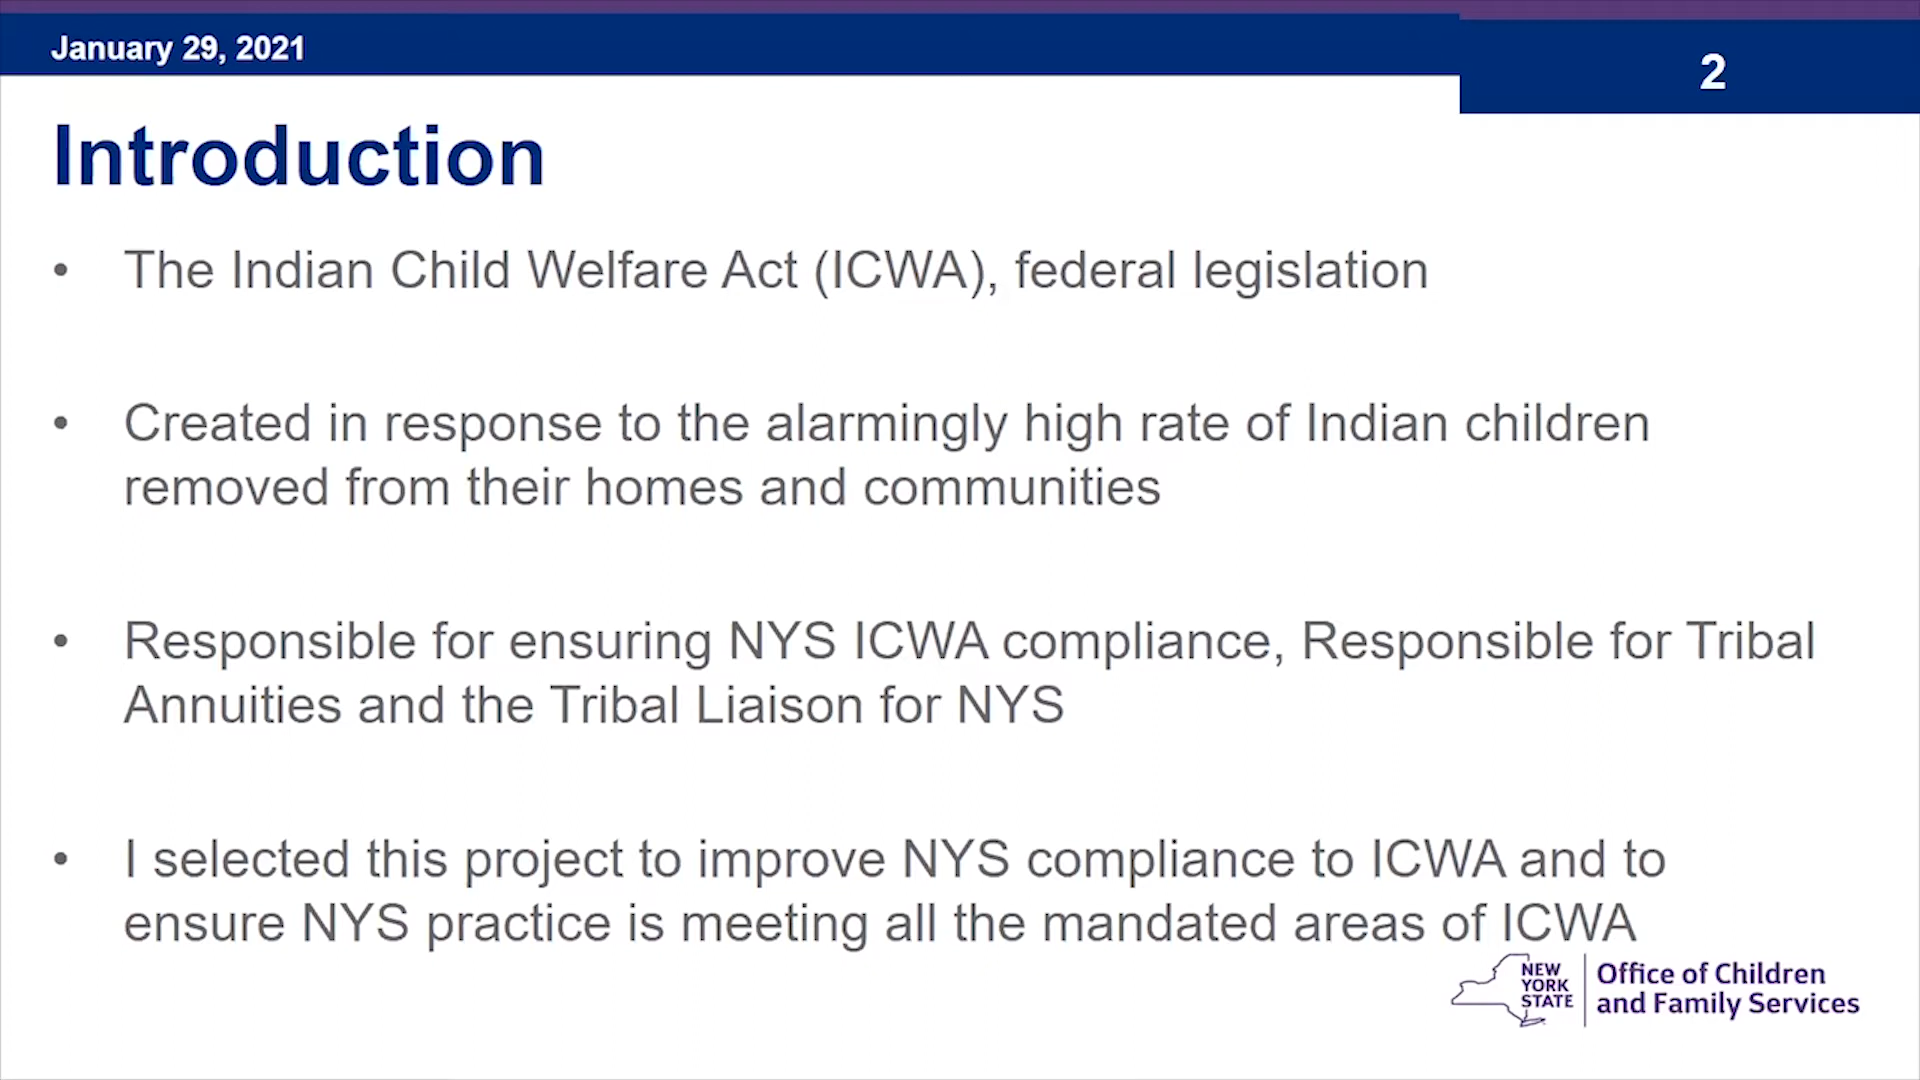 January 29, 2021
2
Introduction
• The Indian Child Welfare Act (ICWA), federal legislation
• Created in response to the alarmingly high rate of Indian children
removed from their homes and communities
• Responsible for ensuring NYS ICWA compliance, Responsible for Tribal
Annuities and the Tribal Liaison for NYS
• I selected this project to improve NYS compliance to ICWA and to
ensure NYS practice is meeting all the mandated areas of ICWA
NEW
YORK
STATE
Office of Children
and Family Services